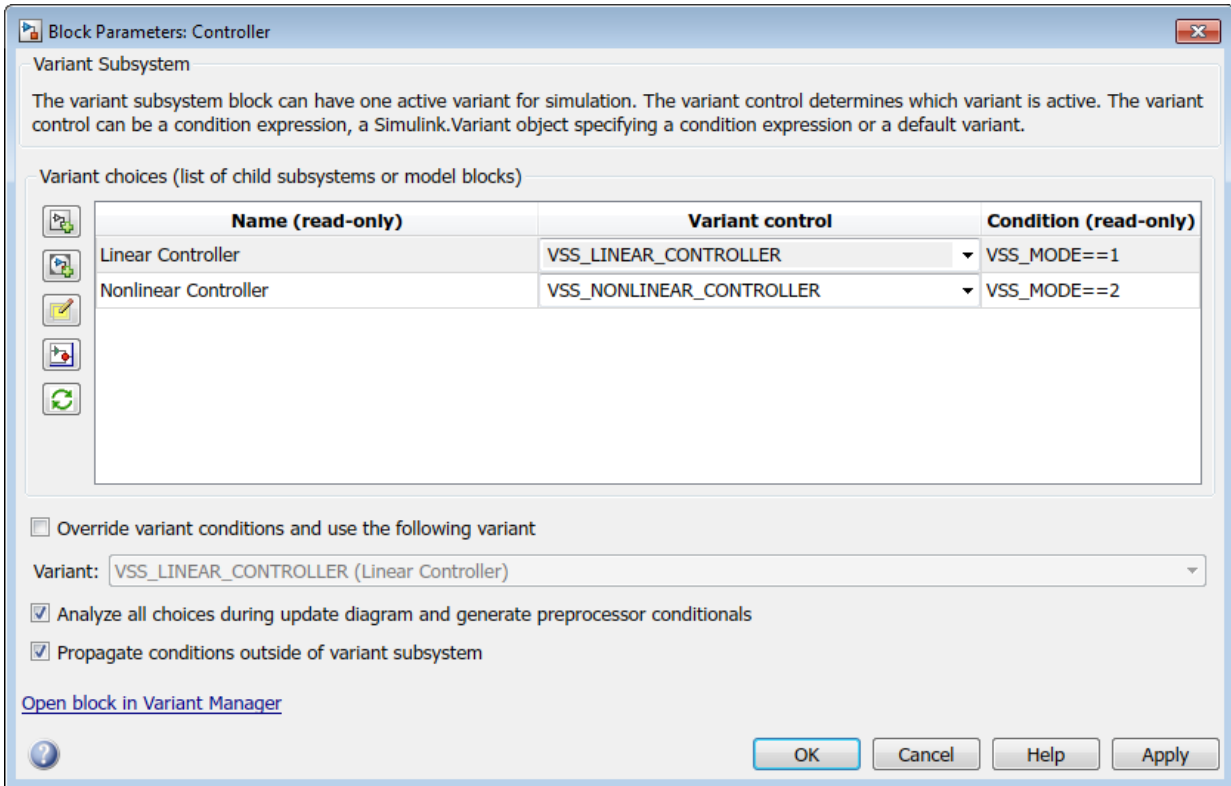 Block Parameters: Controller
Variant Subsystem
The variant subsystem block can have one active variant for simulation. The variant control determines which variant is active. The variant
control can be a condition expression, a Simulink.Variant object specifying a condition expression or a default variant.
Variant choices (list of child subsystems or model blocks)
Name (read-only) Variant control Condition (read-only)
Linear Controller VSS_LINEAR_CONTROLLER VSS_MODE==1
Nonlinear Controller VSS_NONLINEAR_CONTROLLER VSS_MODE==2
Override variant conditions and use the following variant
Variant: VSS_LINEAR_CONTROLLER (Linear Controller)
Analyze all choices during update diagram and generate preprocessor conditionals
Propagate conditions outside of variant subsystem
Open block in Variant Manager
? OK Cancel Help Apply